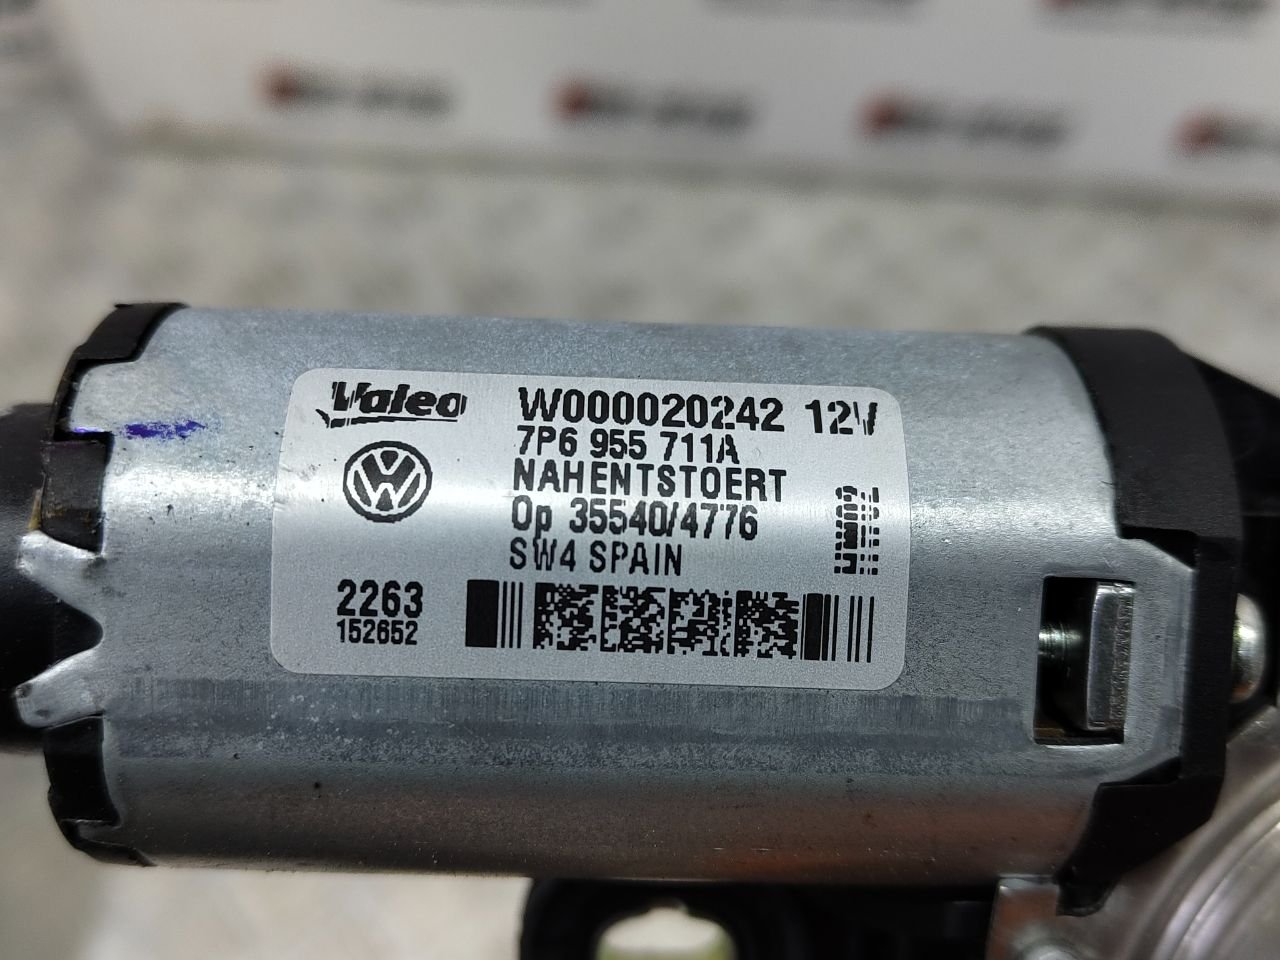 Valeo
W000020242 12V
7P6 955 711A
NAHENTSTOERT
Op 35540/4776
SW4 SPAIN
2263
152652